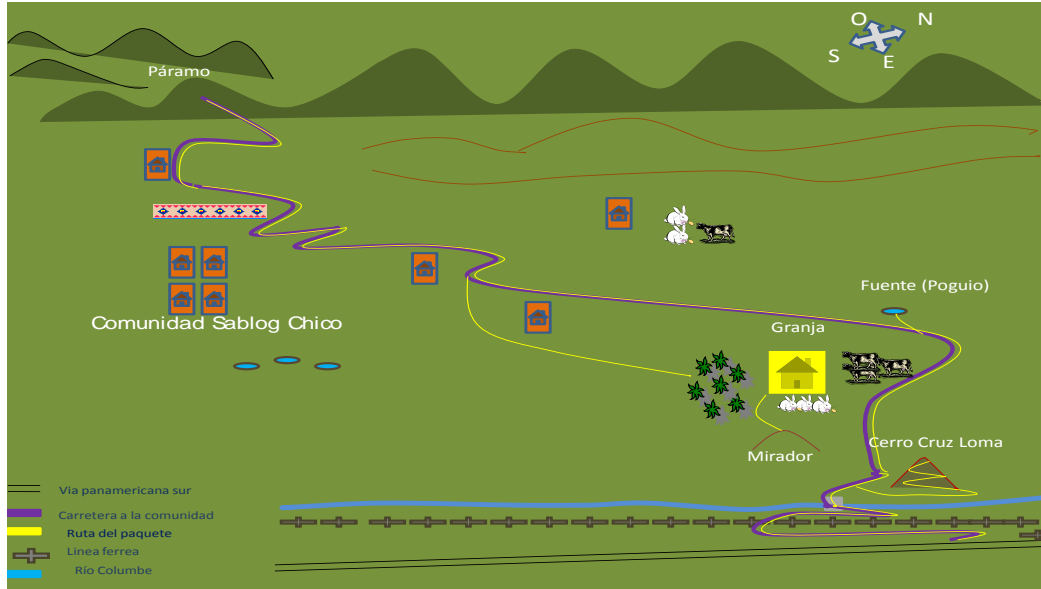 O N
S E
Páramo
Fuente (Poguio)
Granja
Comunidad Sablog Chico
Cerro Cruz Loma
Mirador
Via panamericana sur
Carretera a la comunidad
Ruta del paquete
Linea ferrea
Río Columbe